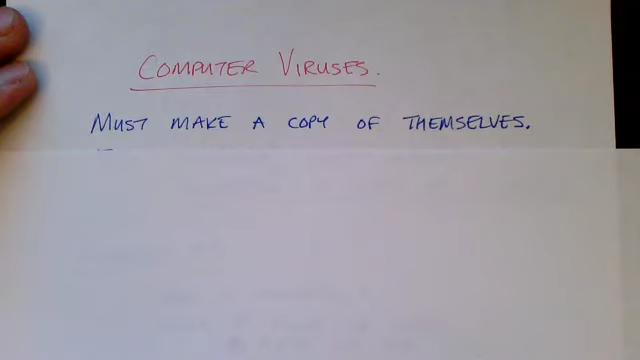 COMPUTER VIRUSES.
MUST MAKE A COPY OF THEMSELVES.